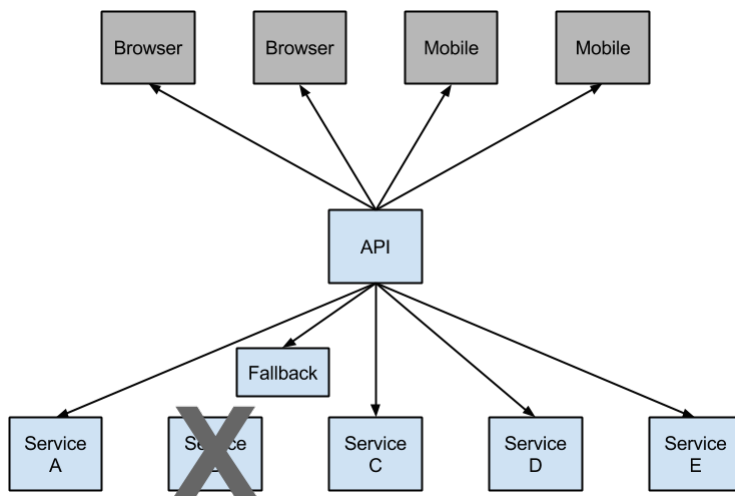 Browser
Browser
Mobile
Mobile
API
Fallback
Service
A
Service
C
Service
D
Service
E